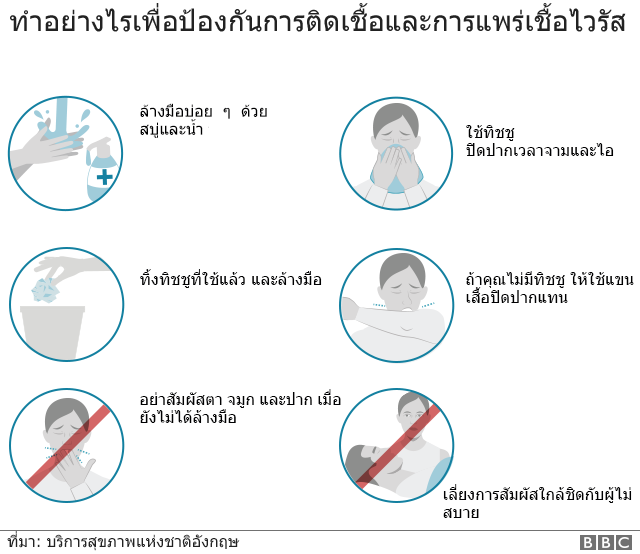 ทำอย่างไรเพื่อป้องกันการติดเชื้อและการแพร่เชื้อไวรัส
ล้างมือบ่อย ๆ ด้วย
สบู่และน้ำ
ใช้ทิชชู
ปิดปากเวลาจามและไอ
ทิ้งทิชชูที่ใช้แล้ว และล้างมือ
ถ้าคุณไม่มีทิชชู ให้ใช้แขน
เสื้อปิดปากแทน
อย่าสัมผัสตา จมูก และปาก เมื่อ
ยังไม่ได้ล้างมือ
เลี่ยงการสัมผัสใกล้ชิดกับผู้ไม่
สบาย
ที่มา: บริการสุขภาพแห่งชาติอังกฤษ
BBC